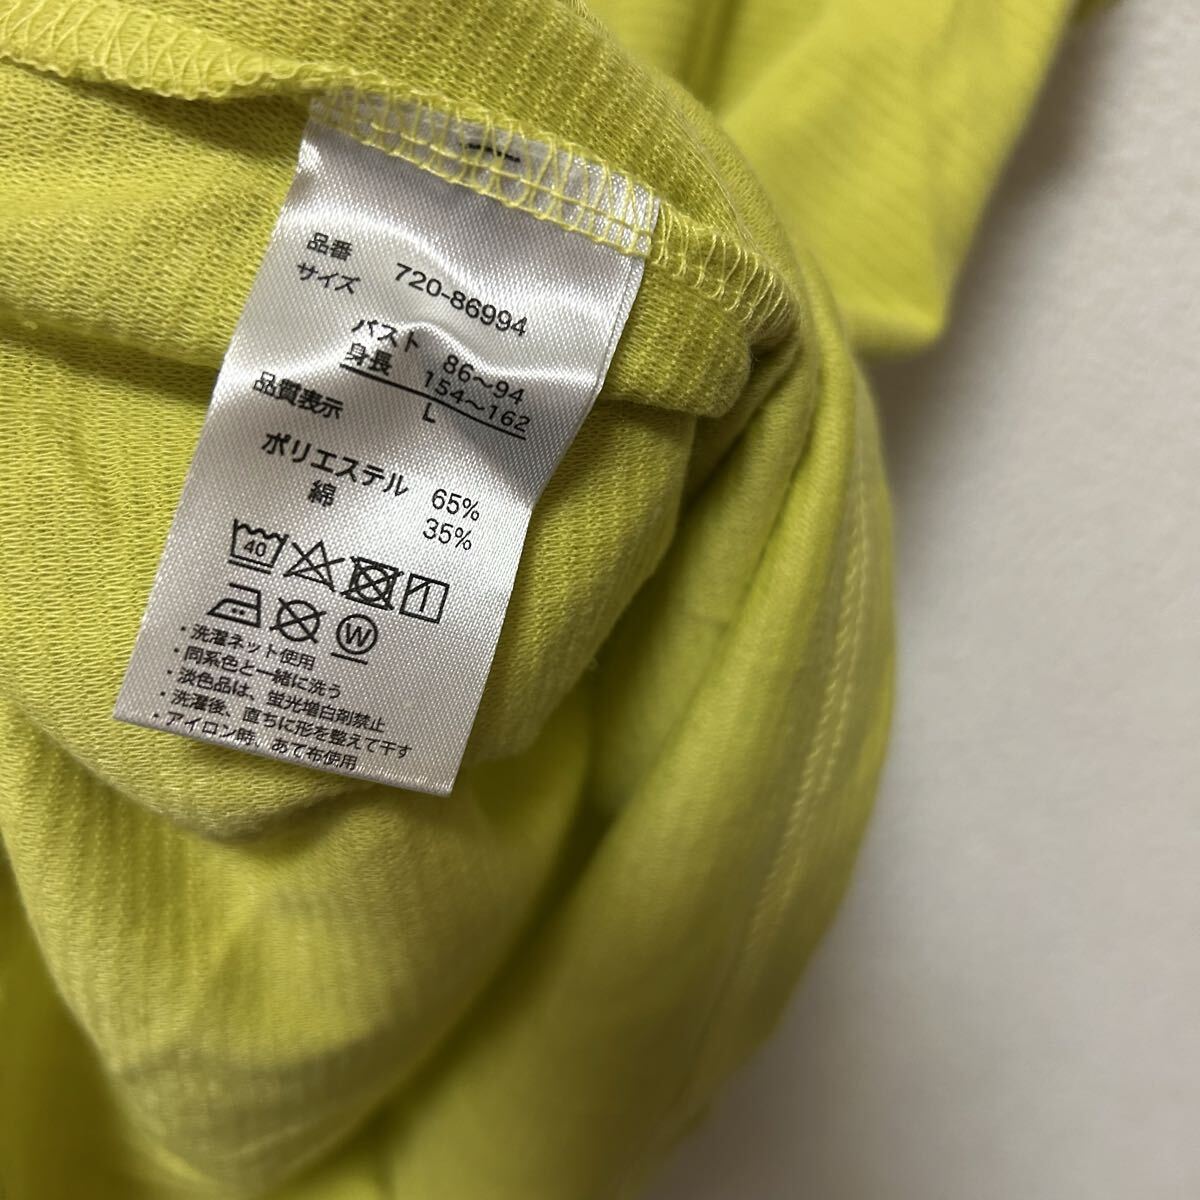 品番 720-86994
サイズ
バスト 86～94
身長 154～162
L
品質表示
ポリエステル 65%
綿 35%
40
W
・洗濯ネット使用
・同系色と一緒に洗う
・淡色品は、蛍光増白剤禁止
・洗濯後、直ちに形を整えて干す
・アイロン時、あて布使用